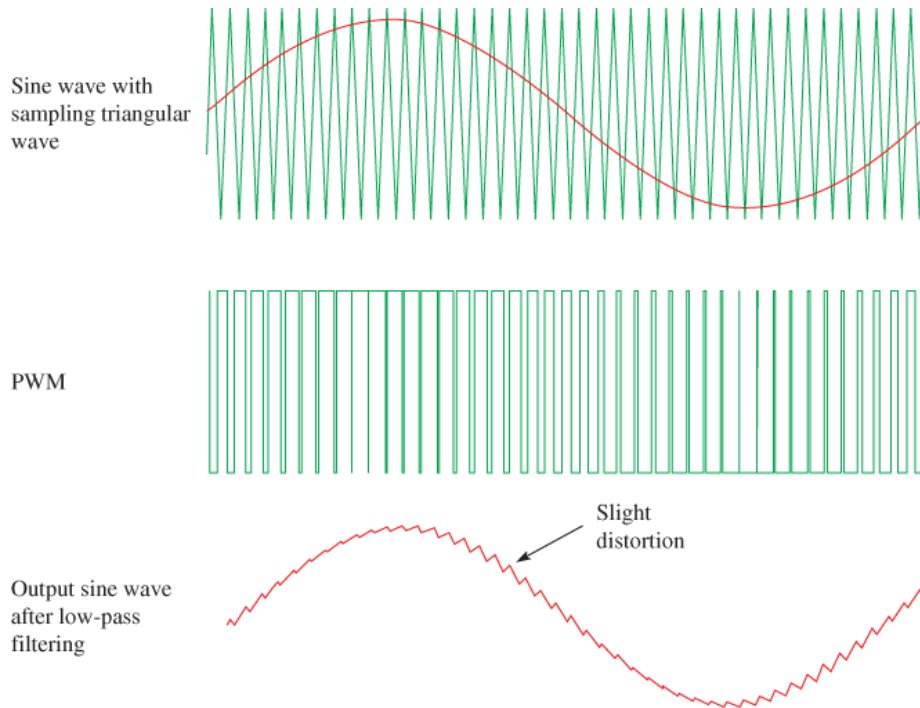 Sine wave with
sampling triangular
wave
PWM
Slight
distortion
Output sine wave
after low-pass
filtering